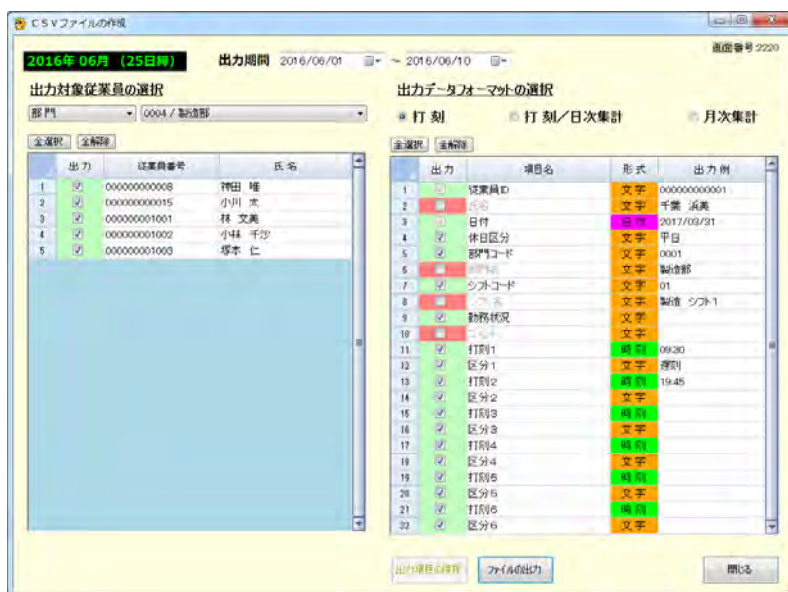 CSVファイルの作成
画面番号:2220
2016年 06月 (25日締) 出力期間 2016/06/01 ~ 2016/06/10
出力対象従業員の選択
部門 0004 / 製造部
全選択 全解除
出力 従業員番号 氏名
1 000000000008 神田 唯
2 000000000015 小川 太
3 000000001001 林 文美
4 000000001002 小林 千沙
5 000000001003 塚本 仁
出力データフォーマットの選択
打刻 打刻/日次集計 月次集計
全選択 全解除
出力 項目名 形式 出力例
1 従業員ID 文字 000000000001
2 氏名 文字 千葉 浜美
3 日付 日付 2017/03/31
4 休日区分 文字 平日
5 部門コード 文字 0001
6 部門名 文字 製造部
7 シフトコード 文字 01
8 シフト名 文字 製造 シフト1
9 勤務状況 文字
10 コメント 文字
11 打刻1 時刻 09:30
12 区分1 文字 遅刻
13 打刻2 時刻 19:45
14 区分2 文字
15 打刻3 時刻
16 区分3 文字
17 打刻4 時刻
18 区分4 文字
19 打刻5 時刻
20 区分5 文字
21 打刻6 時刻
22 区分6 文字
出力項目の保存 ファイルの出力 閉じる